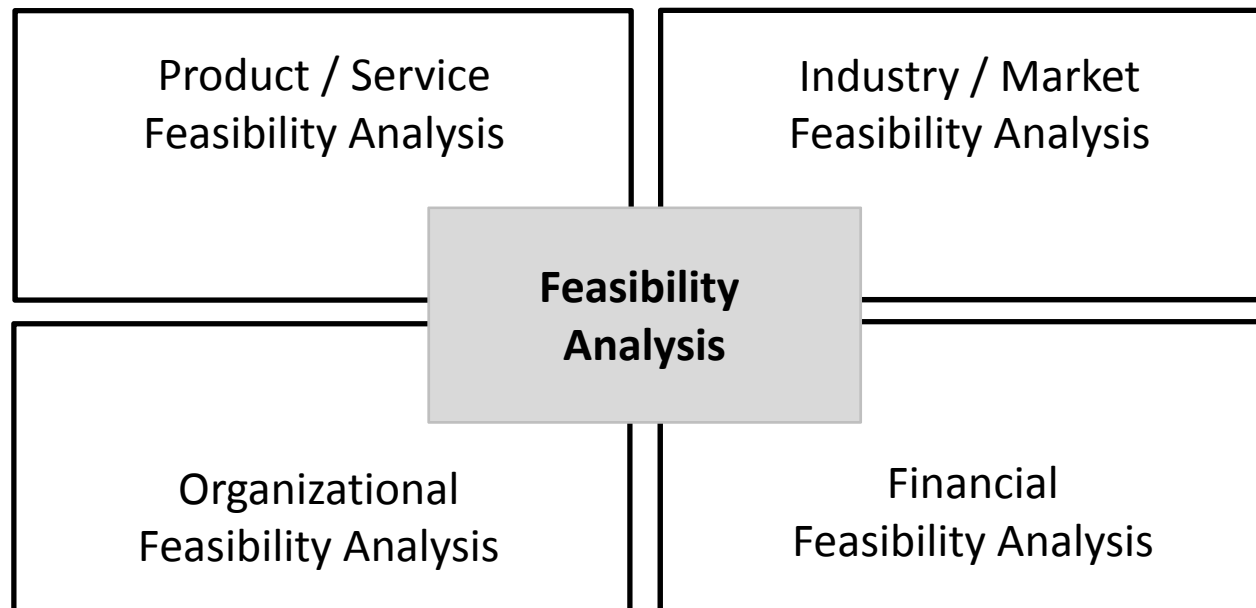 Product / Service
Feasibility Analysis
Industry / Market
Feasibility Analysis
Feasibility
Analysis
Organizational
Feasibility Analysis
Financial
Feasibility Analysis